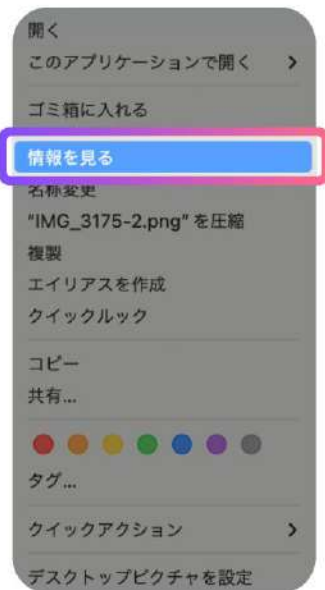 開く
このアプリケーションで開く
ゴミ箱に入れる
情報を見る
名称変更
"IMG_3175-2.png" を圧縮
複製
エイリアスを作成
クイックルック
コピー
共有...
タグ...
クイックアクション
デスクトップピクチャを設定